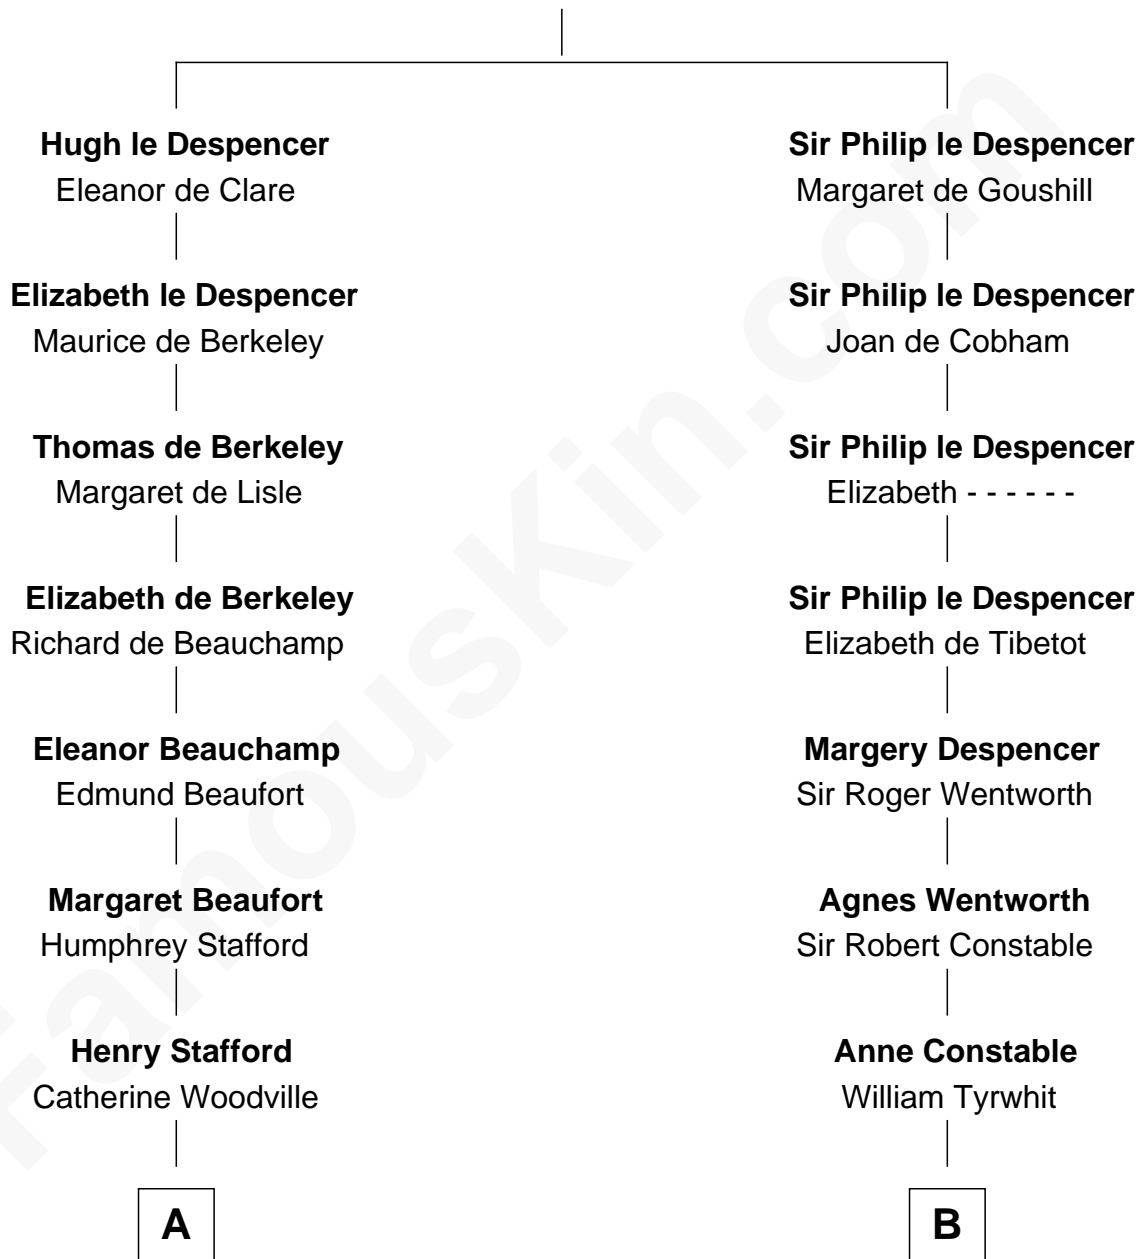 Hugh le Despencer
Eleanor de Clare
Elizabeth le Despencer
Maurice de Berkeley
Thomas de Berkeley
Margaret de Lisle
Elizabeth de Berkeley
Richard de Beauchamp
Eleanor Beauchamp
Edmund Beaufort
Margaret Beaufort
Humphrey Stafford
Henry Stafford
Catherine Woodville
A
Sir Philip le Despencer
Margaret de Goushill
Sir Philip le Despencer
Joan de Cobham
Sir Philip le Despencer
Elizabeth - - - - - -
Sir Philip le Despencer
Elizabeth de Tibetot
Margery Despencer
Sir Roger Wentworth
Agnes Wentworth
Sir Robert Constable
Anne Constable
William Tyrwhit
B
FamousKin.com